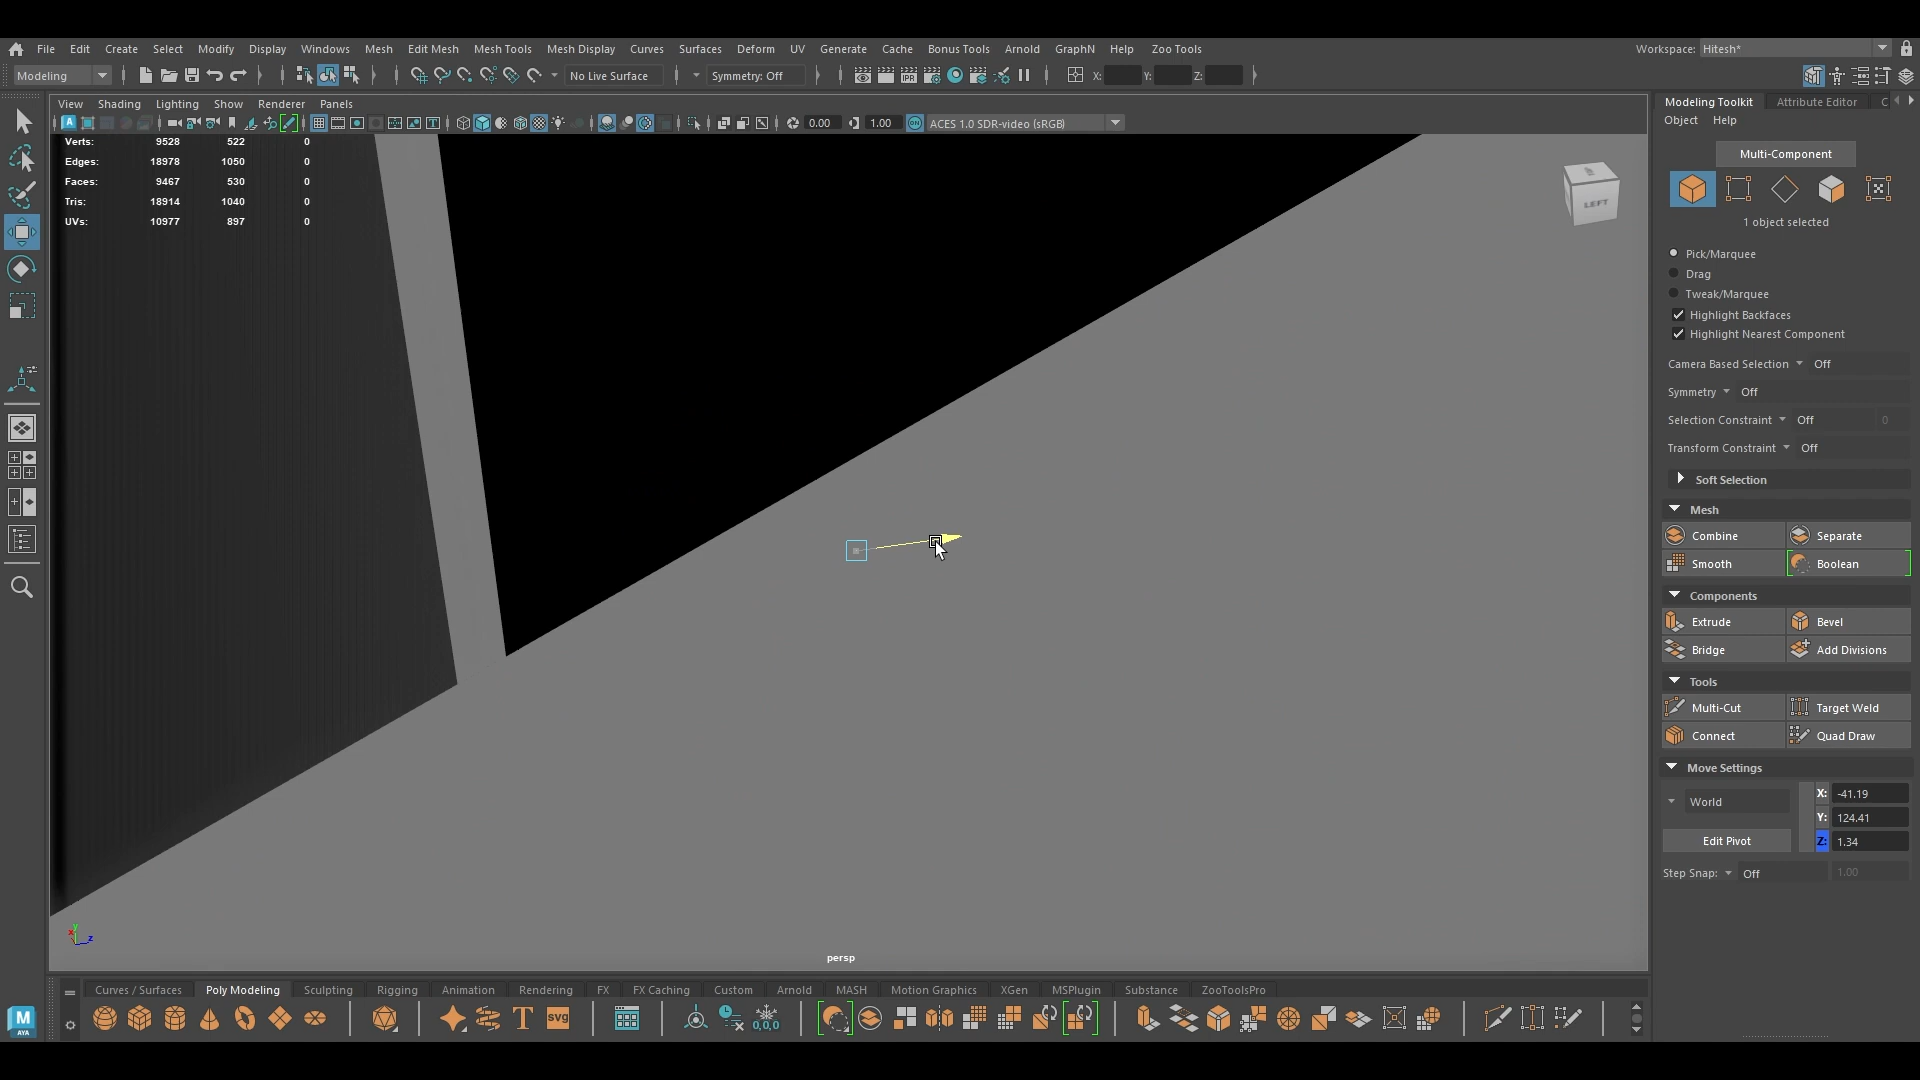 File Edit Create Select Modify Display Windows Mesh Edit Mesh Mesh Tools Mesh Display Curves Surfaces Deform UV Generate Cache Bonus Tools Arnold GraphN Help Zoo Tools Workspace: Hitesh*
Modeling No Live Surface Symmetry: Off IPR X: Y: Z:
View Shading Lighting Show Renderer Panels
0.00 1.00 ON ACES 1.0 SDR-video (sRGB)
Verts: 9528 522 0
Edges: 18978 1050 0
Faces: 9467 530 0
Tris: 18914 1040 0
UVs: 10977 897 0
LEFT
persp
Modeling Toolkit Attribute Editor C
Object Help
Multi-Component
1 object selected
Pick/Marquee
Drag
Tweak/Marquee
Highlight Backfaces
Highlight Nearest Component
Camera Based Selection Off
Symmetry Off
Selection Constraint Off 0
Transform Constraint Off
Soft Selection
Mesh
Combine Separate
Smooth Boolean
Components
Extrude Bevel
Bridge Add Divisions
Tools
Multi-Cut Target Weld
Connect Quad Draw
Move Settings
World X: -41.19
Y: 124.41
Edit Pivot Z: 1.34
Step Snap: Off 1.00
Curves / Surfaces Poly Modeling Sculpting Rigging Animation Rendering FX FX Caching Custom Arnold MASH Motion Graphics XGen MSPlugin Substance ZooToolsPro
M AYA T svg 0,0,0